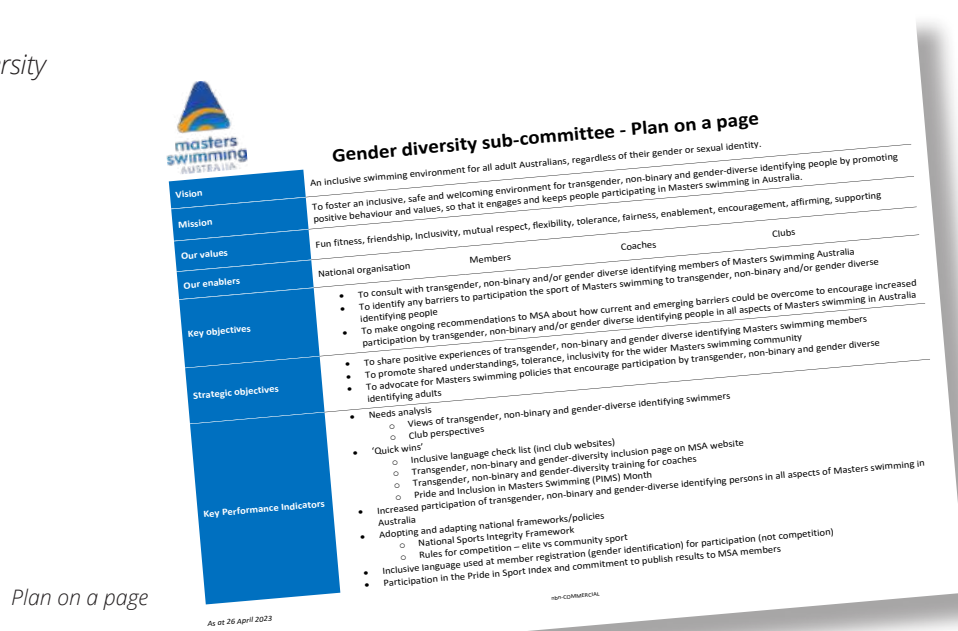 ersity
masters
swimming
AUSTRALIA
Gender diversity sub-committee - Plan on a page
Vision
An inclusive swimming environment for all adult Australians, regardless of their gender or sexual identity.
Mission
To foster an inclusive, safe and welcoming environment for transgender, non-binary and gender-diverse identifying people by promoting
positive behaviour and values, so that it engages and keeps people participating in Masters swimming in Australia.
Our values
Fun fitness, friendship, Inclusivity, mutual respect, flexibility, tolerance, fairness, enablement, encouragement, affirming, supporting
Our enablers
National organisation Members Coaches Clubs
Key objectives
• To consult with transgender, non-binary and/or gender diverse identifying members of Masters Swimming Australia
• To identify any barriers to participation the sport of Masters swimming to transgender, non-binary and/or gender diverse
identifying people
• To make ongoing recommendations to MSA about how current and emerging barriers could be overcome to encourage increased
participation by transgender, non-binary and/or gender diverse identifying people in all aspects of Masters swimming in Australia
Strategic objectives
• To share positive experiences of transgender, non-binary and gender diverse identifying Masters swimming members
• To promote shared understandings, tolerance, inclusivity for the wider Masters swimming community
• To advocate for Masters swimming policies that encourage participation by transgender, non-binary and gender diverse
identifying adults
Key Performance Indicators
• Needs analysis
○ Views of transgender, non-binary and gender-diverse identifying swimmers
○ Club perspectives
• ‘Quick wins’
○ Inclusive language check list (incl club websites)
○ Transgender, non-binary and gender-diversity inclusion page on MSA website
○ Transgender, non-binary and gender-diversity training for coaches
○ Pride and Inclusion in Masters Swimming (PIMS) Month
• Increased participation of transgender, non-binary and gender-diverse identifying persons in all aspects of Masters swimming in
Australia
• Adopting and adapting national frameworks/policies
○ National Sports Integrity Framework
○ Rules for competition – elite vs community sport
• Inclusive language used at member registration (gender identification) for participation (not competition)
• Participation in the Pride in Sport Index and commitment to publish results to MSA members
nbn-COMMERCIAL
As at 26 April 2023
Plan on a page